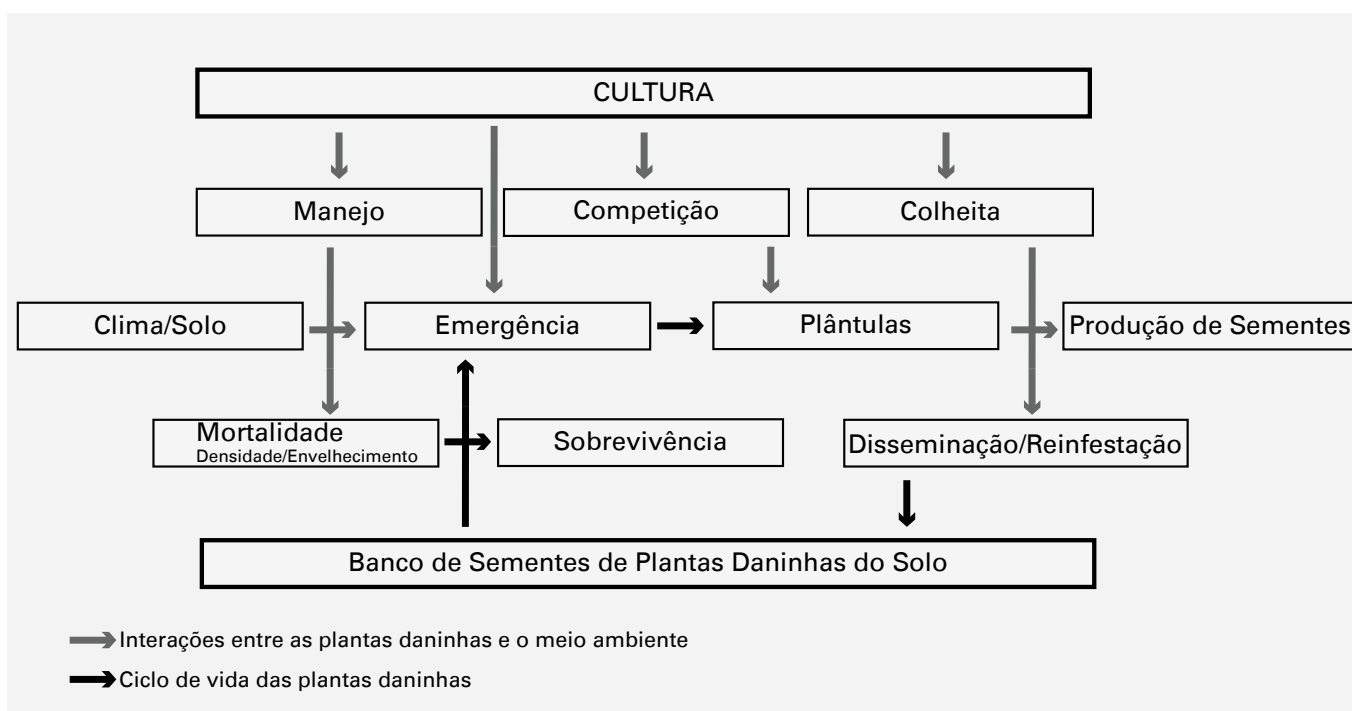 CULTURA
Manejo
Competição
Colheita
Clima/Solo
Emergência
Plântulas
Produção de Sementes
Mortalidade
Densidade/Envelhecimento
Sobrevivência
Disseminação/Reinfestação
Banco de Sementes de Plantas Daninhas do Solo
Interações entre as plantas daninhas e o meio ambiente
Ciclo de vida das plantas daninhas